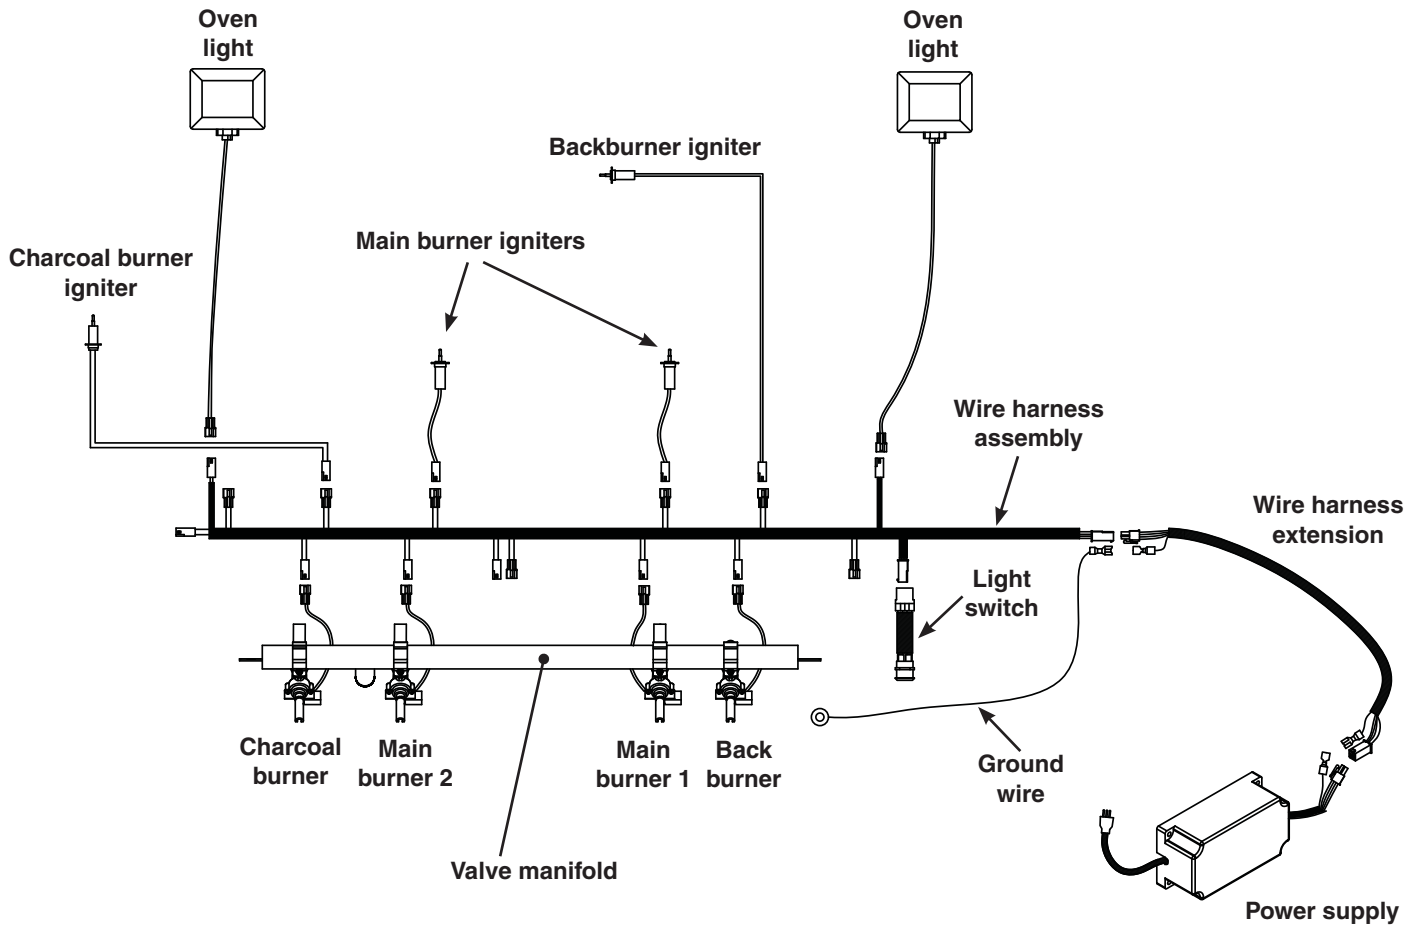 Oven
light
Oven
light
Backburner igniter
Main burner igniters
Charcoal burner
igniter
Wire harness
assembly
Wire harness
extension
Light
switch
Charcoal
burner
Main
burner 2
Main
burner 1
Back
burner
Ground
wire
Valve manifold
Power supply